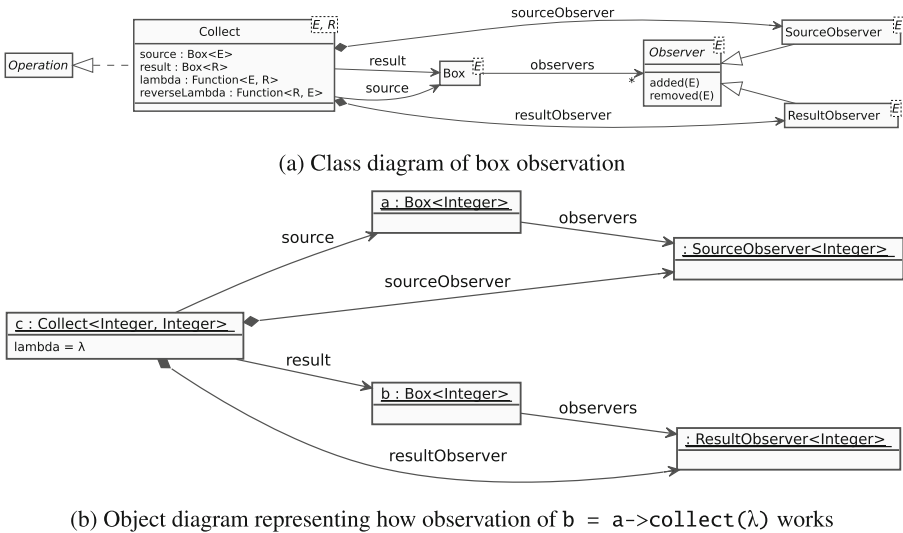 Operation
Collect
E, R
source : Box<E>
result : Box<R>
lambda : Function<E, R>
reverseLambda : Function<R, E>
sourceObserver
result
source
Box
E
observers
*
Observer
E
added(E)
removed(E)
SourceObserver
E
resultObserver
ResultObserver
E
(a) Class diagram of box observation
a : Box<Integer>
observers
source
: SourceObserver<Integer>
sourceObserver
c : Collect<Integer, Integer>
lambda = λ
result
b : Box<Integer>
observers
: ResultObserver<Integer>
resultObserver
(b) Object diagram representing how observation of b = a->collect(λ) works